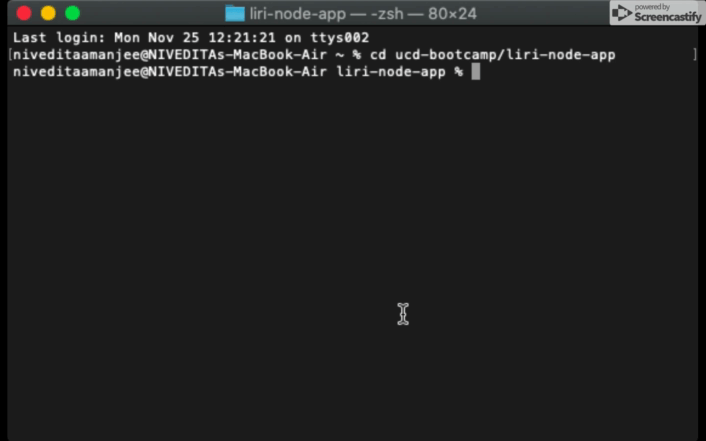 liri-node-app — -zsh — 80×24
powered by
Screencastify
Last login: Mon Nov 25 12:21:21 on ttys002
[niveditaamanjee@NIVEDITAs-MacBook-Air ~ % cd ucd-bootcamp/liri-node-app ]
niveditaamanjee@NIVEDITAs-MacBook-Air liri-node-app %